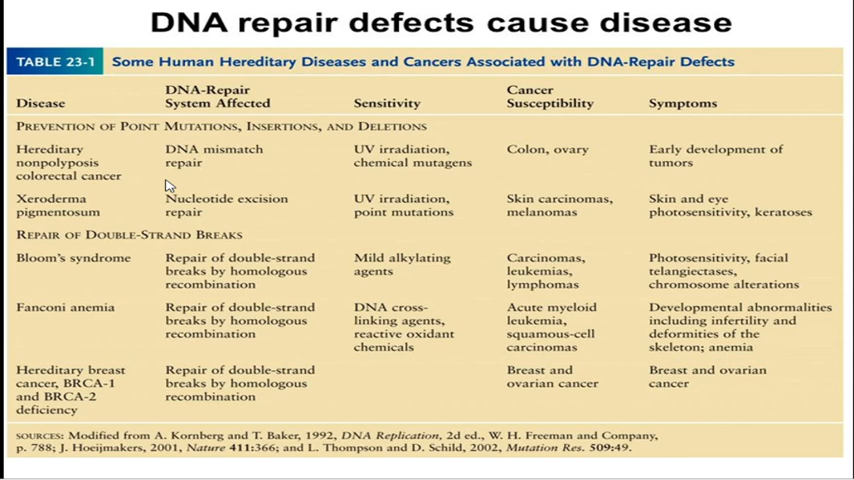 DNA repair defects cause disease
TABLE 23-1 Some Human Hereditary Diseases and Cancers Associated with DNA-Repair Defects
Disease DNA-Repair System Affected Sensitivity Cancer Susceptibility Symptoms
PREVENTION OF POINT MUTATIONS, INSERTIONS, AND DELETIONS
Hereditary DNA mismatch UV irradiation, Colon, ovary Early development of
nonpolyposis repair chemical mutagens tumors
colorectal cancer
Xeroderma Nucleotide excision UV irradiation, Skin carcinomas, Skin and eye
pigmentosum repair point mutations melanomas photosensitivity, keratoses
REPAIR OF DOUBLE-STRAND BREAKS
Bloom's syndrome Repair of double-strand Mild alkylating Carcinomas, Photosensitivity, facial
breaks by homologous agents leukemias, telangiectases,
recombination lymphomas chromosome alterations
Fanconi anemia Repair of double-strand DNA cross- Acute myeloid Developmental abnormalities
breaks by homologous linking agents, leukemia, including infertility and
recombination reactive oxidant squamous-cell deformities of the
chemicals carcinomas skeleton; anemia
Hereditary breast Repair of double-strand Breast and Breast and ovarian
cancer, BRCA-1 breaks by homologous ovarian cancer cancer
and BRCA-2 recombination
deficiency
SOURCES: Modified from A. Kornberg and T. Baker, 1992, DNA Replication, 2d ed., W. H. Freeman and Company,
p. 788; J. Hoeijmakers, 2001, Nature 411:366; and L. Thompson and D. Schild, 2002, Mutation Res. 509:49.